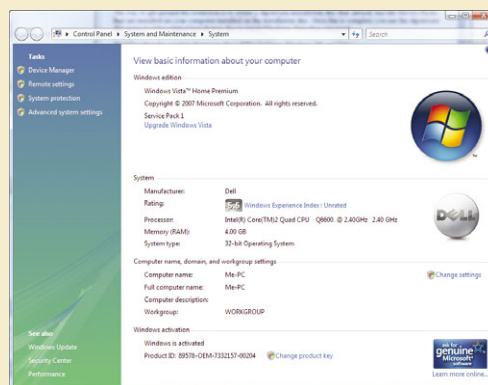 Control Panel ▸ System and Maintenance ▸ System
Search
Tasks
Device Manager
Remote settings
System protection
Advanced system settings
See also
Windows Update
Security Center
Performance
View basic information about your computer
Windows edition
Windows Vista™ Home Premium
Copyright © 2007 Microsoft Corporation. All rights reserved.
Service Pack 1
Upgrade Windows Vista
System
Manufacturer: Dell
Rating: 5.5 Windows Experience Index: Unrated
Processor: Intel(R) Core(TM)2 Quad CPU Q6600 @ 2.40GHz 2.40 GHz
Memory (RAM): 4.00 GB
System type: 32-bit Operating System
DELL
Computer name, domain, and workgroup settings
Computer name: Me-PC
Full computer name: Me-PC
Computer description:
Workgroup: WORKGROUP
Change settings
Windows activation
Windows is activated
Product ID: 89578-OEM-7332157-00204 Change product key
ask for
genuine
Microsoft
software
Learn more online...